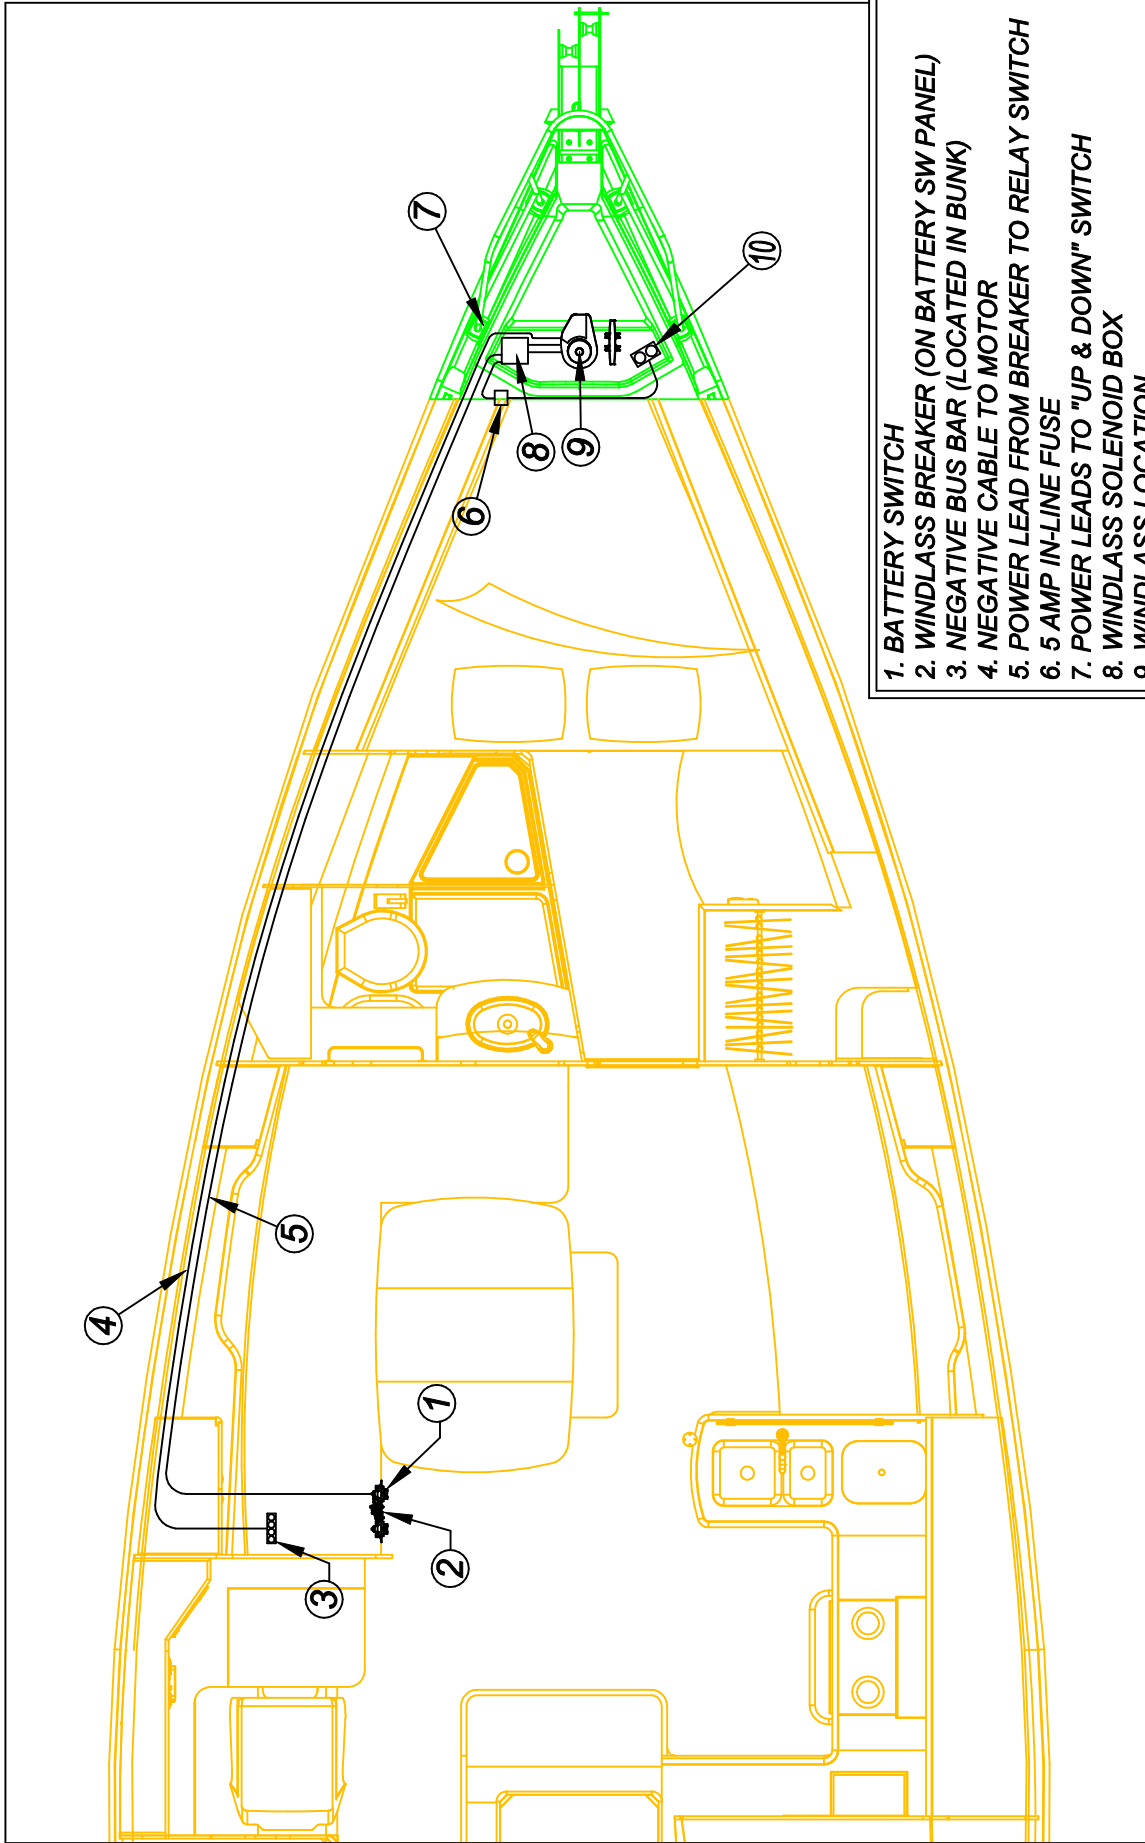 1. BATTERY SWITCH
2. WINDLASS BREAKER (ON BATTERY SW PANEL)
3. NEGATIVE BUS BAR (LOCATED IN BUNK)
4. NEGATIVE CABLE TO MOTOR
5. POWER LEAD FROM BREAKER TO RELAY SWITCH
6. 5 AMP IN-LINE FUSE
7. POWER LEADS TO "UP & DOWN" SWITCH
8. WINDLASS SOLENOID BOX
9. WINDLASS LOCATION
4
3
5
1
2
6
7
8
9
10